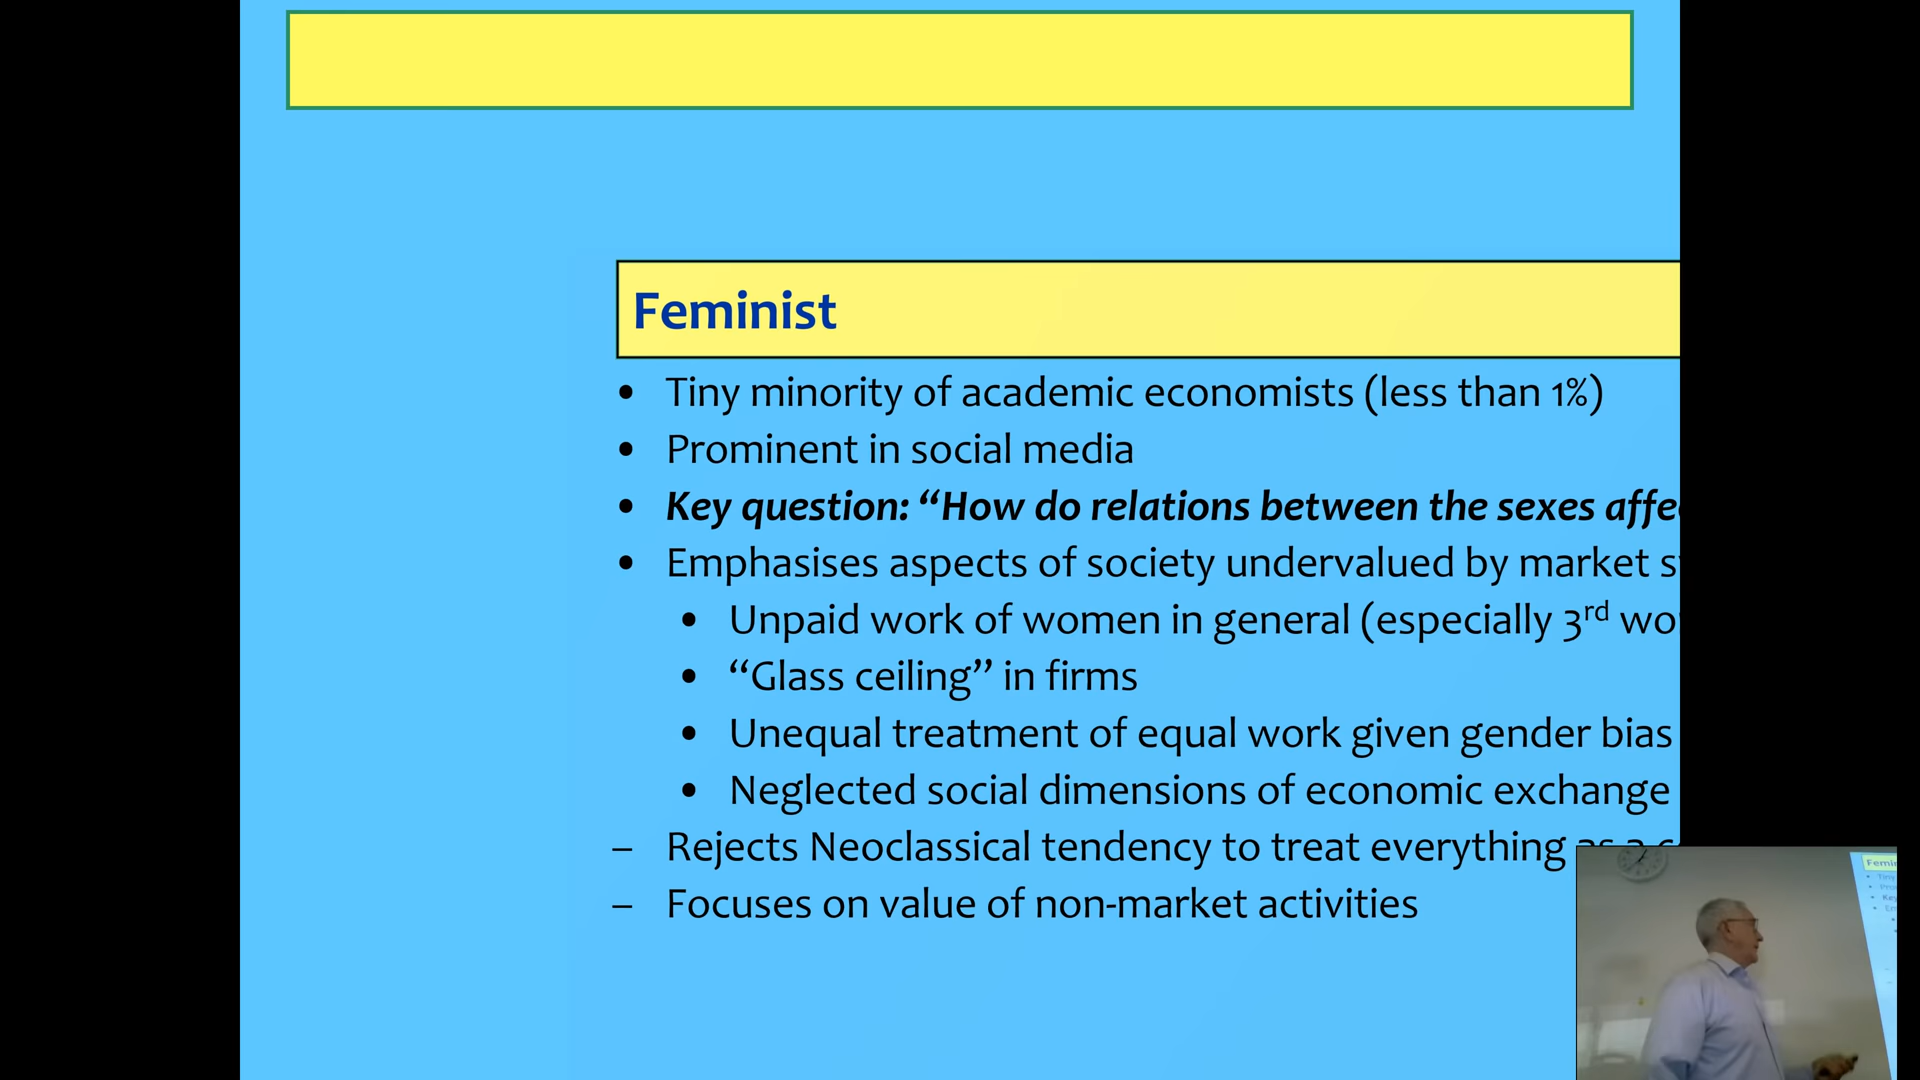 Feminist
• Tiny minority of academic economists (less than 1%)
• Prominent in social media
• Key question: “How do relations between the sexes
• Emphasises aspects of society undervalued by market
• Unpaid work of women in general (especially 3rd
• “Glass ceiling” in firms
• Unequal treatment of equal work given gender bias
• Neglected social dimensions of economic exchange
– Rejects Neoclassical tendency to treat everything as a
– Focuses on value of non-market activities